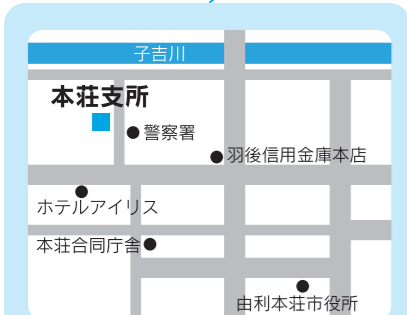 子吉川
本荘支所
警察署
羽後信用金庫本店
ホテルアイリス
本荘合同庁舎
由利本荘市役所